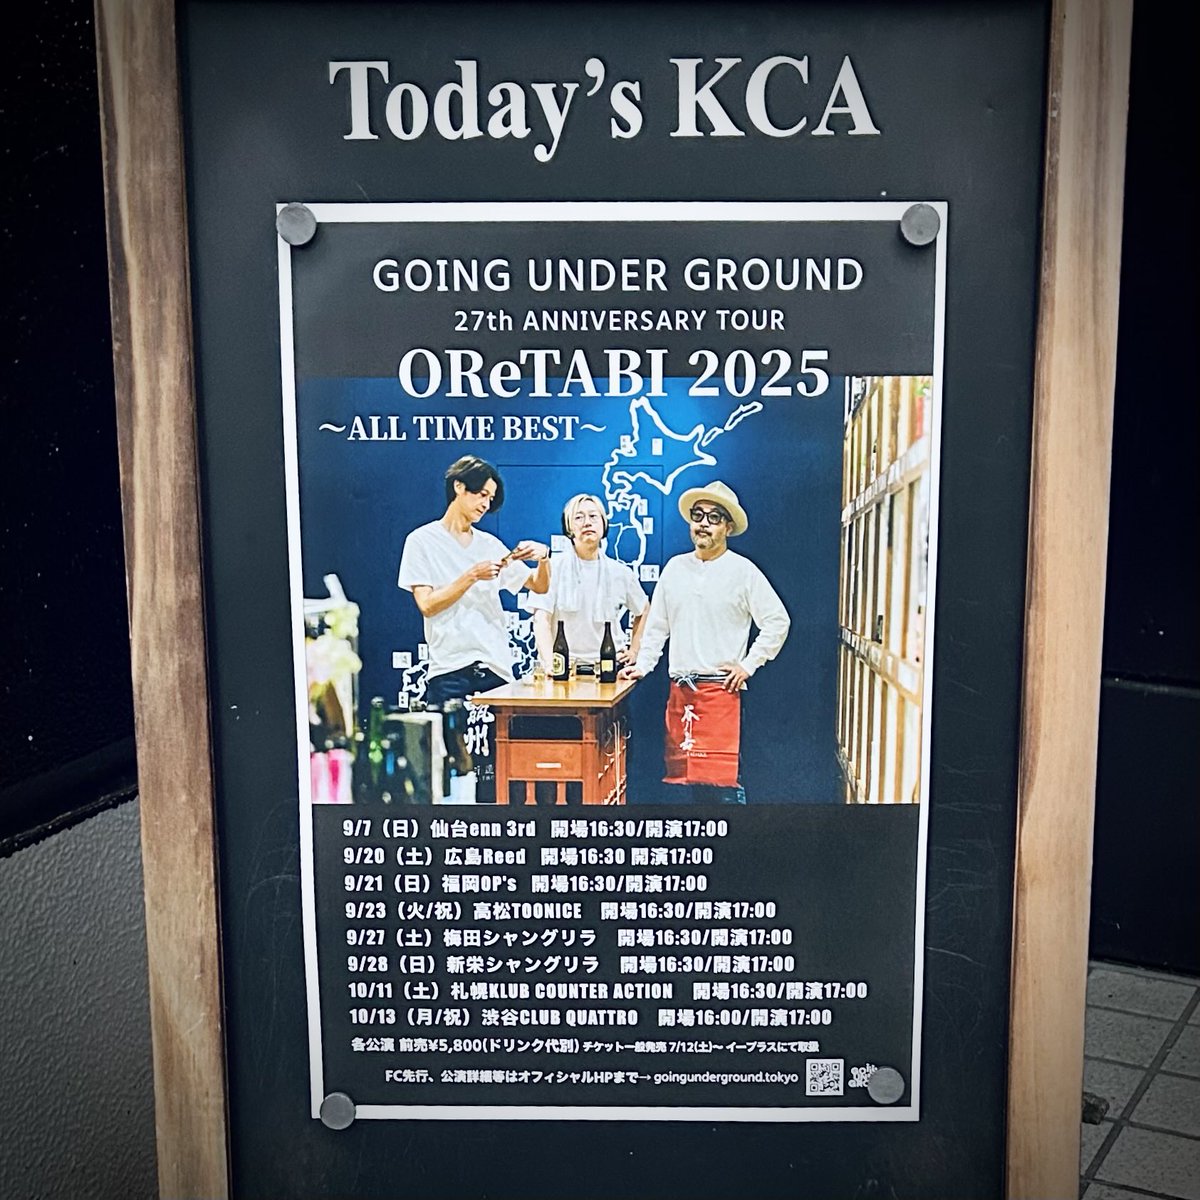 Today's KCA
GOING UNDER GROUND
27th ANNIVERSARY TOUR
OReTABI 2025
～ALL TIME BEST～
9/7（日）仙台enn 3rd 開場16:30/開演17:00
9/20（土）広島Reed 開場16:30 開演17:00
9/21（日）福岡OP's 開場16:30/開演17:00
9/23（火/祝）高松TOONICE 開場16:30/開演17:00
9/27（土）梅田シャングリラ 開場16:30/開演17:00
9/28（日）新栄シャングリラ 開場16:30/開演17:00
10/11（土）札幌KLUB COUNTER ACTION 開場16:30/開演17:00
10/13（月/祝）渋谷CLUB QUATTRO 開場16:00/開演17:00
各公演 前売¥5,800(ドリンク代別) チケット一般発売 7/12(土)～ イープラスにて取扱
FC先行、公演詳細等はオフィシャルHPまで→ goingunderground.tokyo